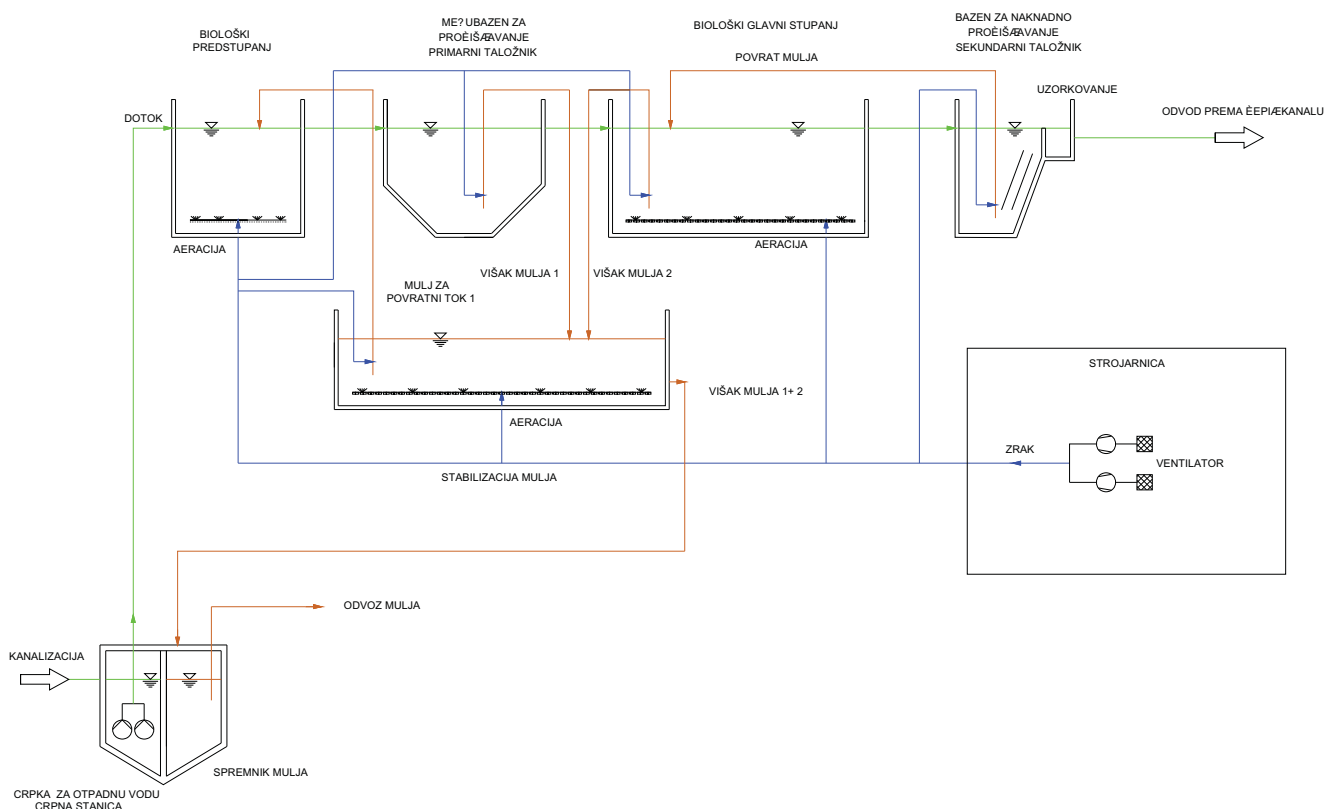 BIOLOŠKI
PREDSTUPANJ
ME?UBAZEN ZA
PROÈIŠÆAVANJE
PRIMARNI TALOŽNIK
BIOLOŠKI GLAVNI STUPANJ
BAZEN ZA NAKNADNO
PROÈIŠÆAVANJE
SEKUNDARNI TALOŽNIK
POVRAT MULJA
UZORKOVANJE
DOTOK
ODVOD PREMA ÈEPIÆKANALU
AERACIJA
AERACIJA
VIŠAK MULJA 1
VIŠAK MULJA 2
MULJ ZA
POVRATNI TOK 1
STROJARNICA
VIŠAK MULJA 1+ 2
AERACIJA
ZRAK
VENTILATOR
STABILIZACIJA MULJA
ODVOZ MULJA
KANALIZACIJA
SPREMNIK MULJA
CRPKA ZA OTPADNU VODU
CRPNA STANICA